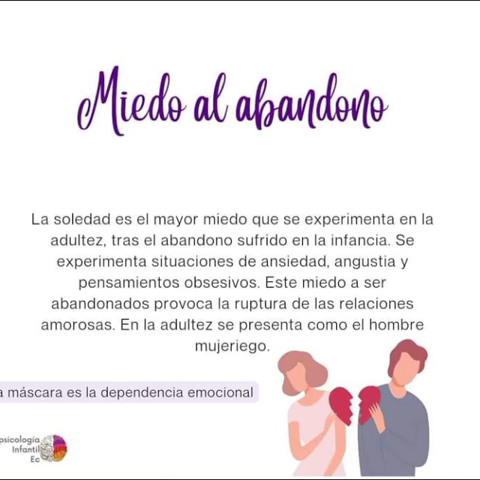 Miedo al abandono
La soledad es el mayor miedo que se experimenta en la
adultez, tras el abandono sufrido en la infancia. Se
experimenta situaciones de ansiedad, angustia y
pensamientos obsesivos. Este miedo a ser
abandonados provoca la ruptura de las relaciones
amorosas. En la adultez se presenta como el hombre
mujeriego.
a máscara es la dependencia emocional
psicología
Infantil
Ec